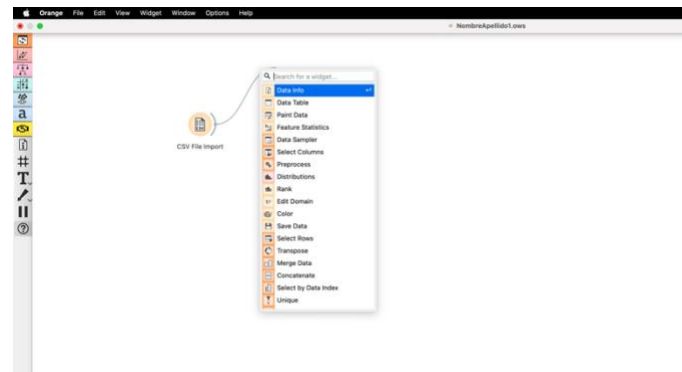 Orange File Edit View Widget Window Options Help
NombreApellido1.ows
Search for a widget...
Data Info
Data Table
Paint Data
Feature Statistics
Data Sampler
Select Columns
Preprocess
Distributions
Rank
Edit Domain
Color
Save Data
Select Rows
Transpose
Merge Data
Concatenate
Select by Data Index
Unique
CSV File Import
a
T